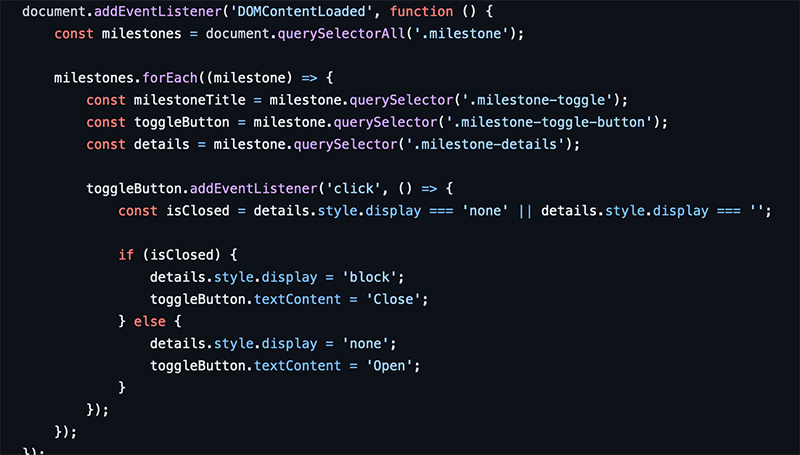 document.addEventListener('DOMContentLoaded', function () {
    const milestones = document.querySelectorAll('.milestone');

    milestones.forEach((milestone) => {
        const milestoneTitle = milestone.querySelector('.milestone-toggle');
        const toggleButton = milestone.querySelector('.milestone-toggle-button');
        const details = milestone.querySelector('.milestone-details');

        toggleButton.addEventListener('click', () => {
            const isClosed = details.style.display === 'none' || details.style.display === '';

            if (isClosed) {
                details.style.display = 'block';
                toggleButton.textContent = 'Close';
            } else {
                details.style.display = 'none';
                toggleButton.textContent = 'Open';
            }
        });
    });
});